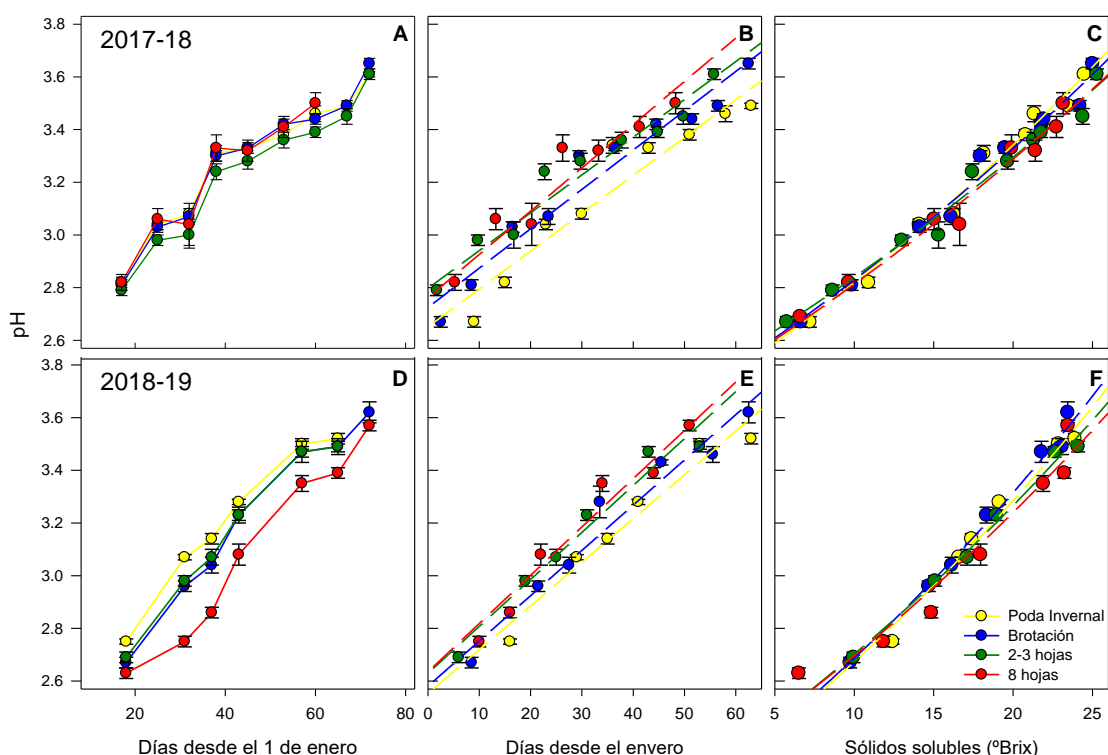 2017-18
A
B
C
3.8
3.6
3.4
3.2
3.0
2.8
2.6
pH
2018-19
D
E
F
3.8
3.6
3.4
3.2
3.0
2.8
2.6
Poda Invernal
Brotación
2-3 hojas
8 hojas
20 40 60 80
0 10 20 30 40 50 60
5 10 15 20 25
Días desde el 1 de enero
Días desde el envero
Sólidos solubles (ºBrix)